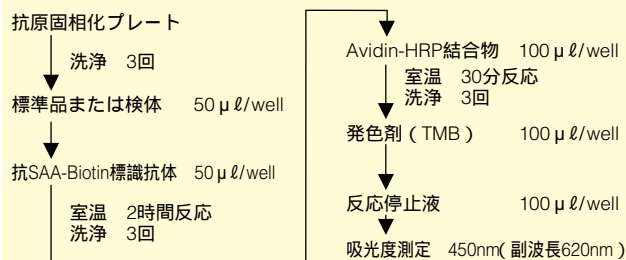 抗原固相化プレート
洗浄　3回
標準品または検体　50μℓ/well
抗SAA-Biotin標識抗体　50μℓ/well
室温　2時間反応
洗浄　3回
Avidin-HRP結合物　100μℓ/well
室温　30分反応
洗浄　3回
発色剤（TMB）　100μℓ/well
反応停止液　100μℓ/well
吸光度測定　450nm（副波長620nm）